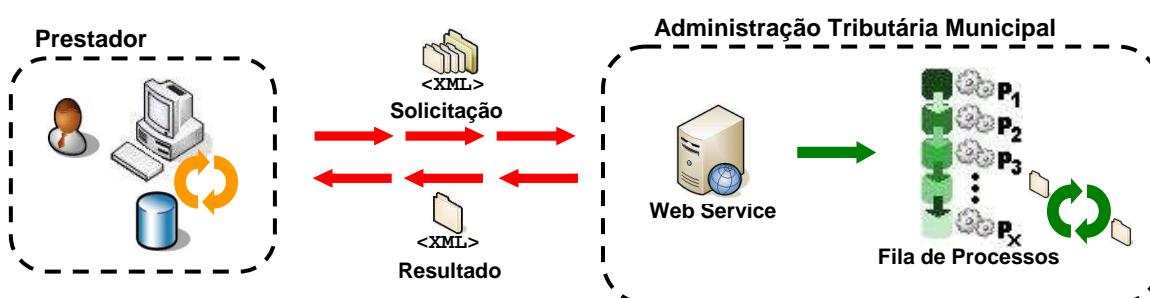 Prestador
<XML>
Solicitação
<XML>
Resultado
Administração Tributária Municipal
Web Service
P1
P2
P3
Px
Fila de Processos